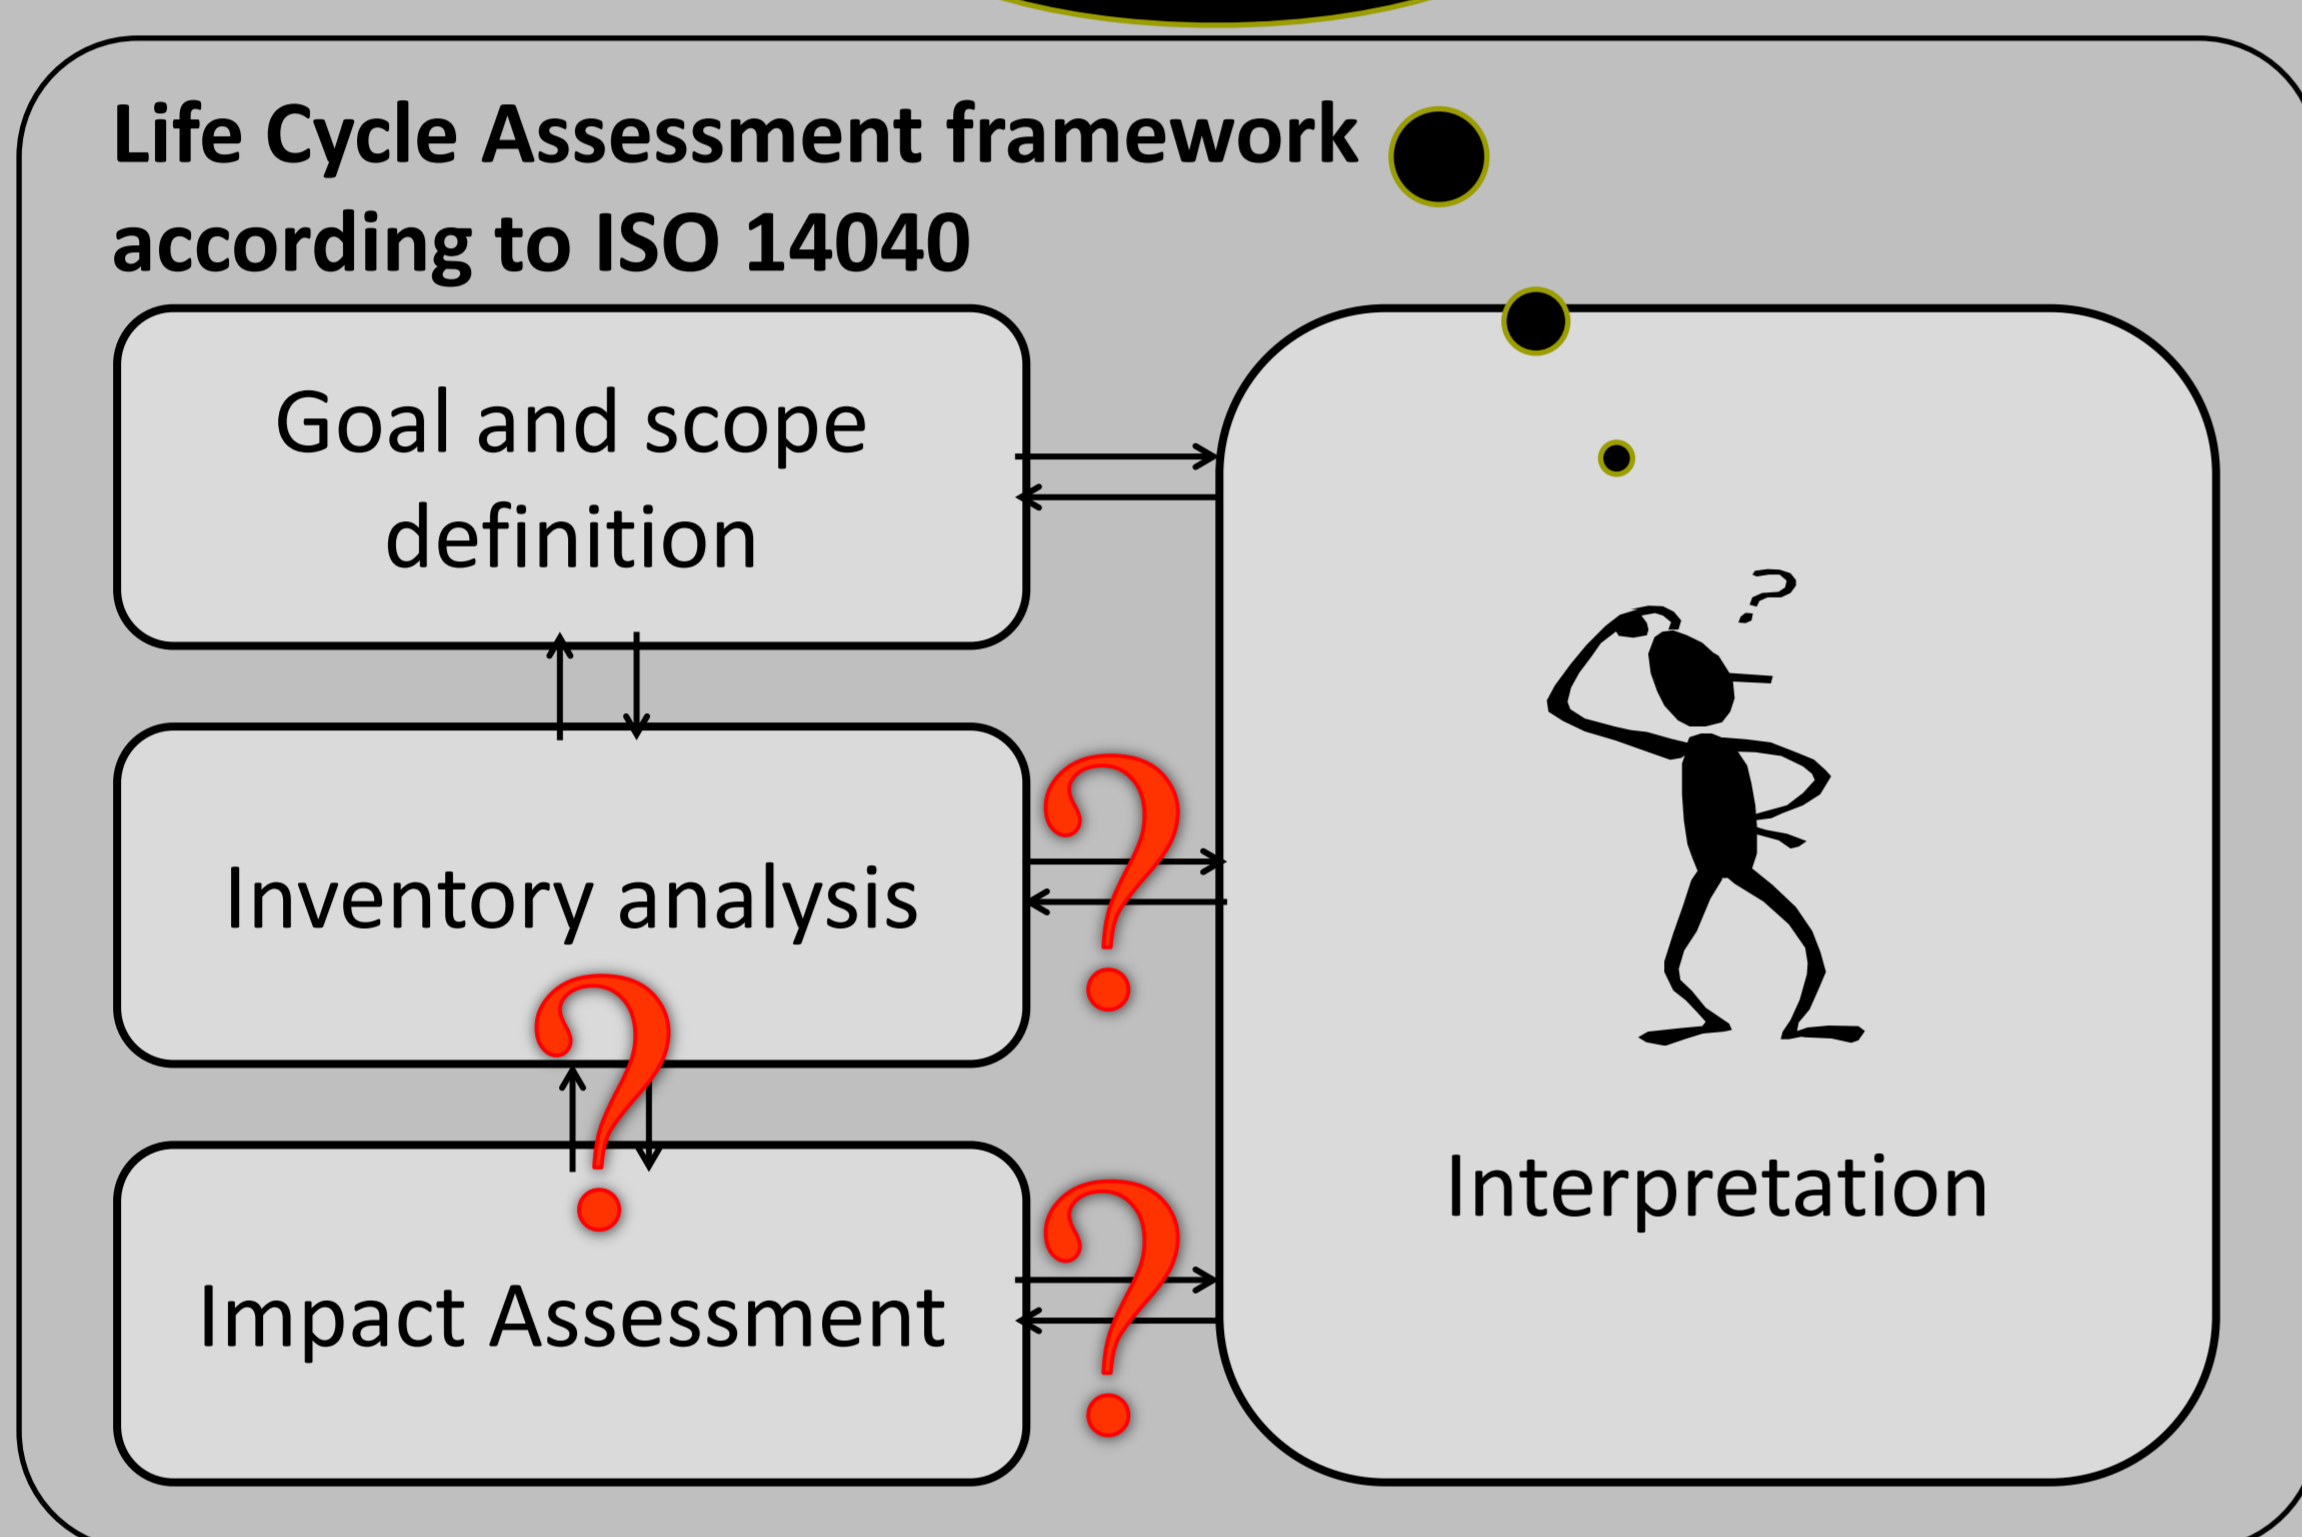 Life Cycle Assessment framework
according to ISO 14040
Goal and scope
definition
?
Inventory analysis
?
?
Impact Assessment
?
Interpretation